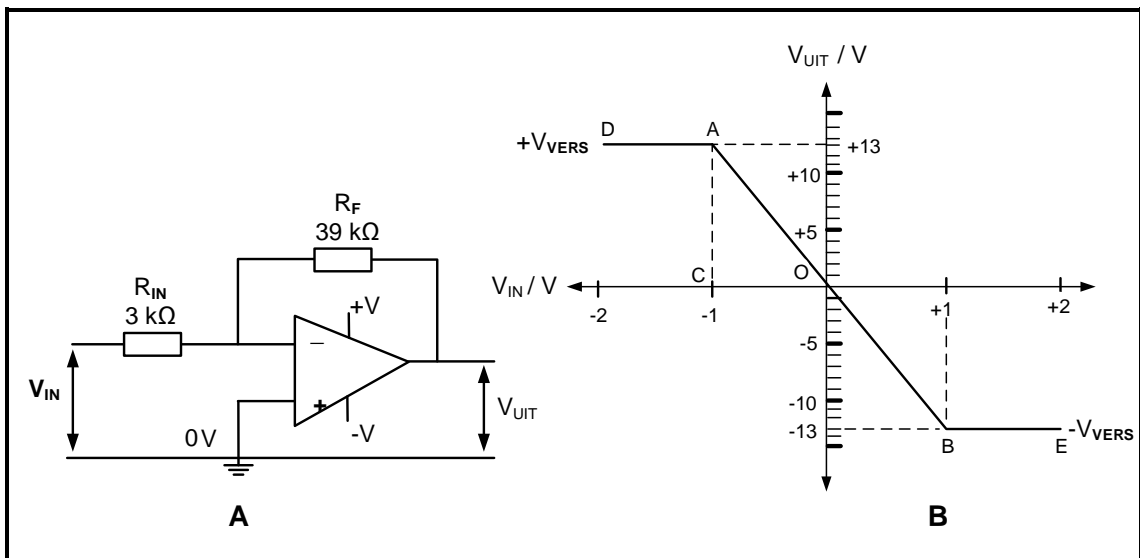 R_F
39 kΩ
R_IN
3 kΩ
+V
−
+
-V
V_IN
V_UIT
0V
A
V_UIT / V
D
A
+V_VERS
+13
+10
+5
C
O
V_IN / V
-2
-1
+1
+2
-5
-10
-13
B
E
-V_VERS
B